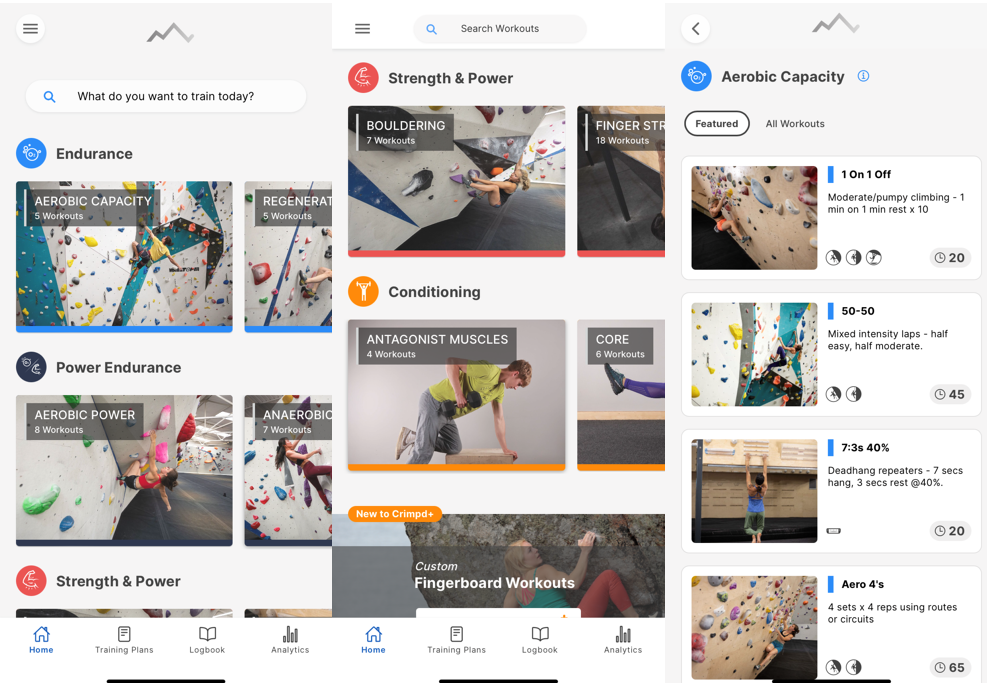 What do you want to train today?
Endurance
AEROBIC CAPACITY
5 Workouts
REGENERAT
5 Workouts
Power Endurance
AEROBIC POWER
8 Workouts
ANAEROBIC
7 Workouts
Strength & Power
Home
Training Plans
Logbook
Analytics
Search Workouts
Strength & Power
BOULDERING
7 Workouts
FINGER STR
18 Workouts
Conditioning
ANTAGONIST MUSCLES
4 Workouts
CORE
6 Workouts
New to Crimpd+
Custom
Fingerboard Workouts
Home
Training Plans
Logbook
Analytics
Aerobic Capacity
Featured
All Workouts
1 On 1 Off
Moderate/pumpy climbing - 1
min on 1 min rest x 10
20
50-50
Mixed intensity laps - half
easy, half moderate.
45
7:3s 40%
Deadhang repeaters - 7 secs
hang, 3 secs rest @40%.
20
Aero 4's
4 sets x 4 reps using routes
or circuits
65